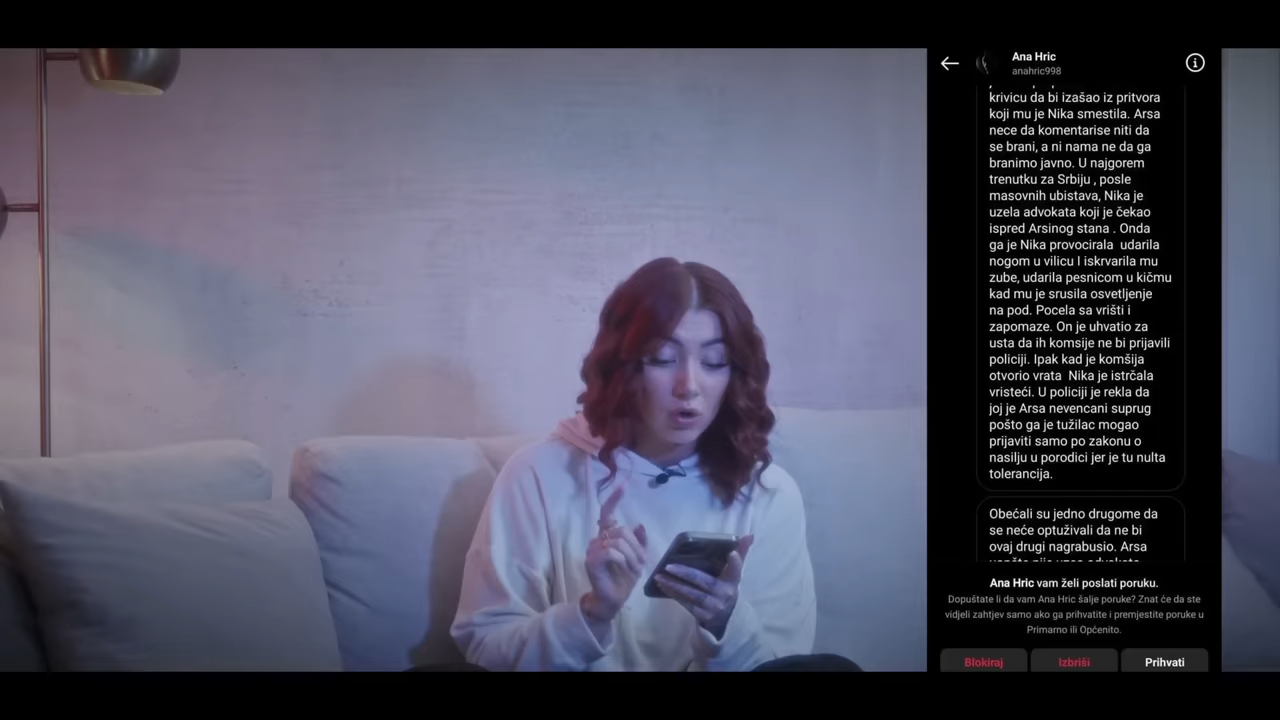 Ana Hric
anahric998
krivicu da bi izašao iz pritvora
koji mu je Nika smestila. Arsa
nece da komentarise niti da
se brani, a ni nama ne da ga
branimo javno. U najgorem
trenutku za Srbiju , posle
masovnih ubistava, Nika je
uzela advokata koji je čekao
ispred Arsinog stana . Onda
ga je Nika provocirala  udarila
nogom u vilicu I iskrvarila mu
zube, udarila pesnicom u kičmu
kad mu je srusila osvetljenje
na pod. Pocela sa vrišti i
zapomaze. On je uhvatio za
usta da ih komsije ne bi prijavili
policiji. Ipak kad je komšija
otvorio vrata  Nika je istrčala
vristeći. U policiji je rekla da
joj je Arsa nevencani suprug
pošto ga je tužilac mogao
prijaviti samo po zakonu o
nasilju u porodici jer je tu nulta
tolerancija.
Obećali su jedno drugome da
se neće optuživali da ne bi
ovaj drugi nagrabusio. Arsa
Ana Hric vam želi poslati poruku.
Dopuštate li da vam Ana Hric šalje poruke? Znat će da ste
vidjeli zahtjev samo ako ga prihvatite i premjestite poruke u
Primarno ili Općenito.
Blokiraj
Izbriši
Prihvati